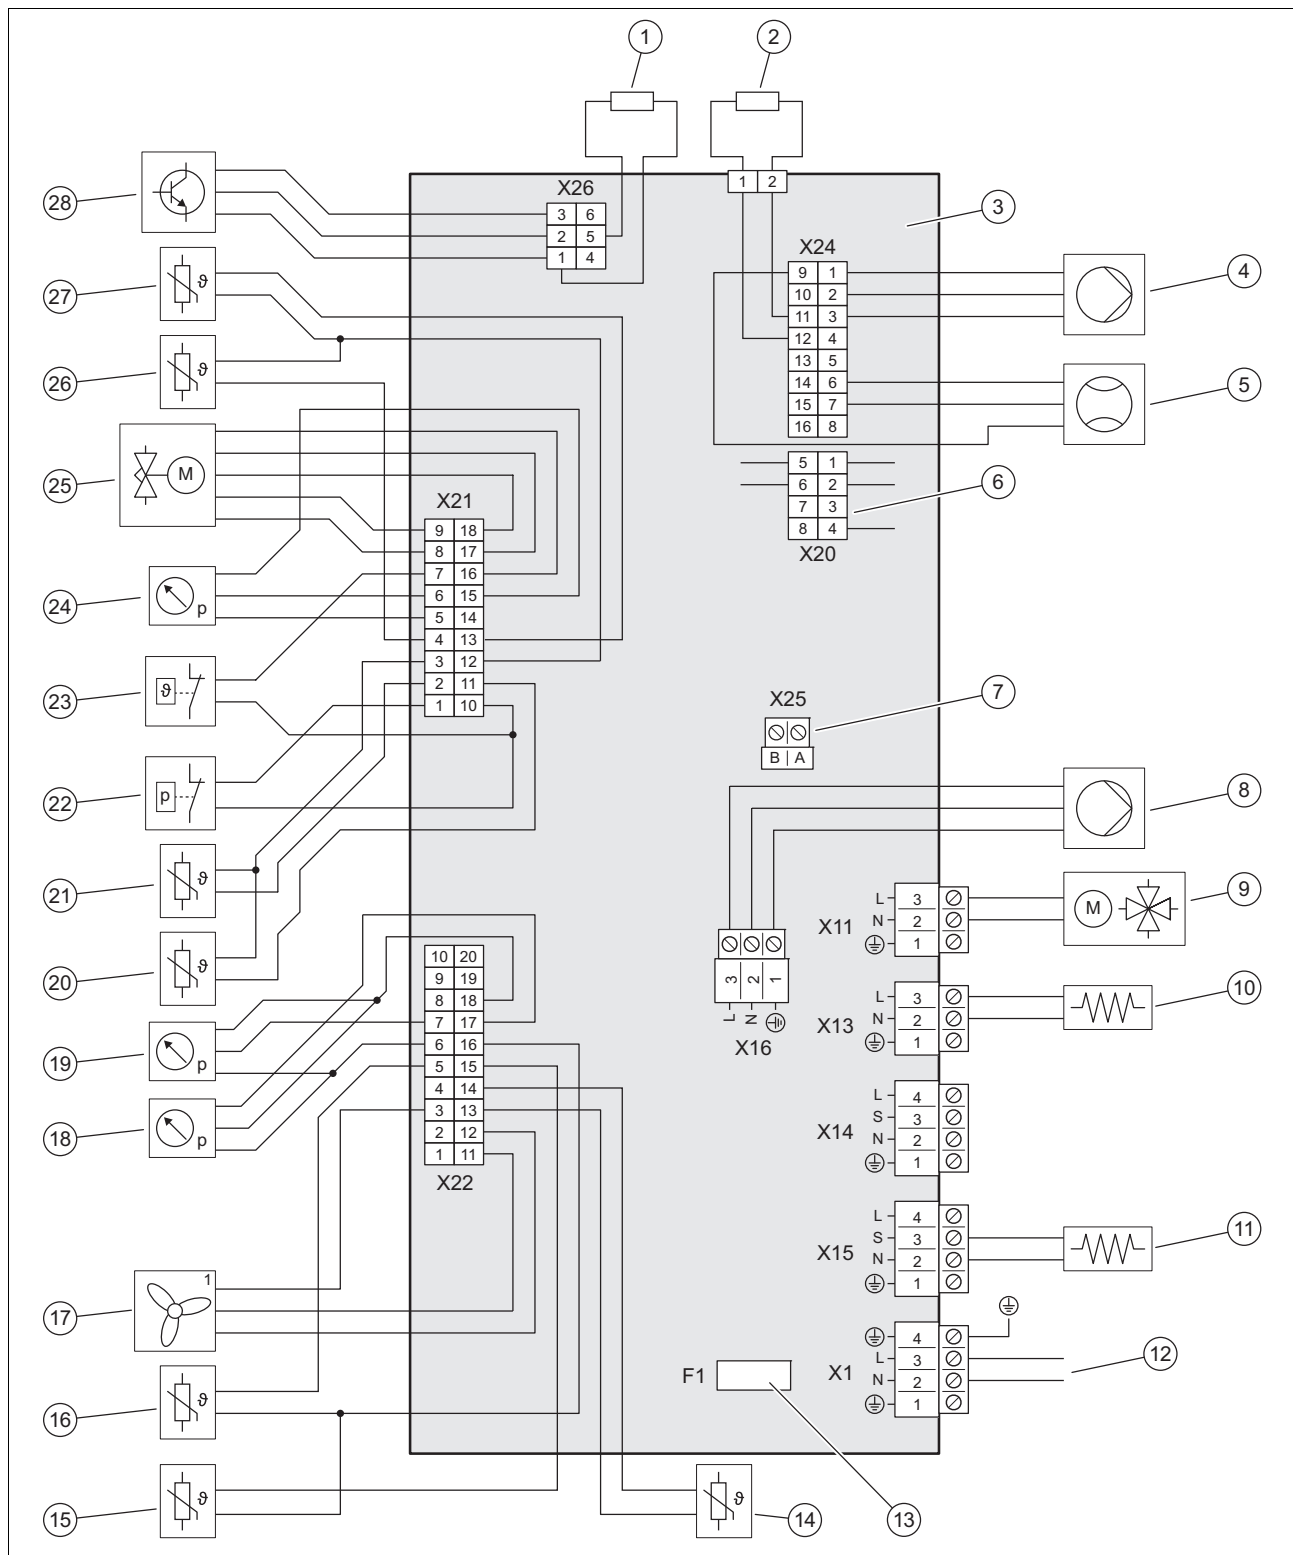 1 2
X26
3 6
2 5
1 4
1 2
3
28
ϑ
27
ϑ
26
X24
9 1
10 2
11 3
12 4
13 5
14 6
15 7
16 8
4
5
M
25
5 1
6 2
7 3
8 4
X20
6
X21
9 18
8 17
7 16
6 15
5 14
4 13
3 12
2 11
1 10
p
24
ϑ
23
p
22
X25
B A
7
8
ϑ
21
ϑ
20
M
9
X11
L 3
N 2
1
3 2 1
L N
X16
X13
L 3
N 2
1
10
10 20
9 19
8 18
7 17
6 16
5 15
4 14
3 13
2 12
1 11
X22
p
19
p
18
X14
L 4
S 3
N 2
1
X15
L 4
S 3
N 2
1
11
1
17
X1
4
L 3
N 2
1
12
F1
13
ϑ
16
ϑ
15
ϑ
14